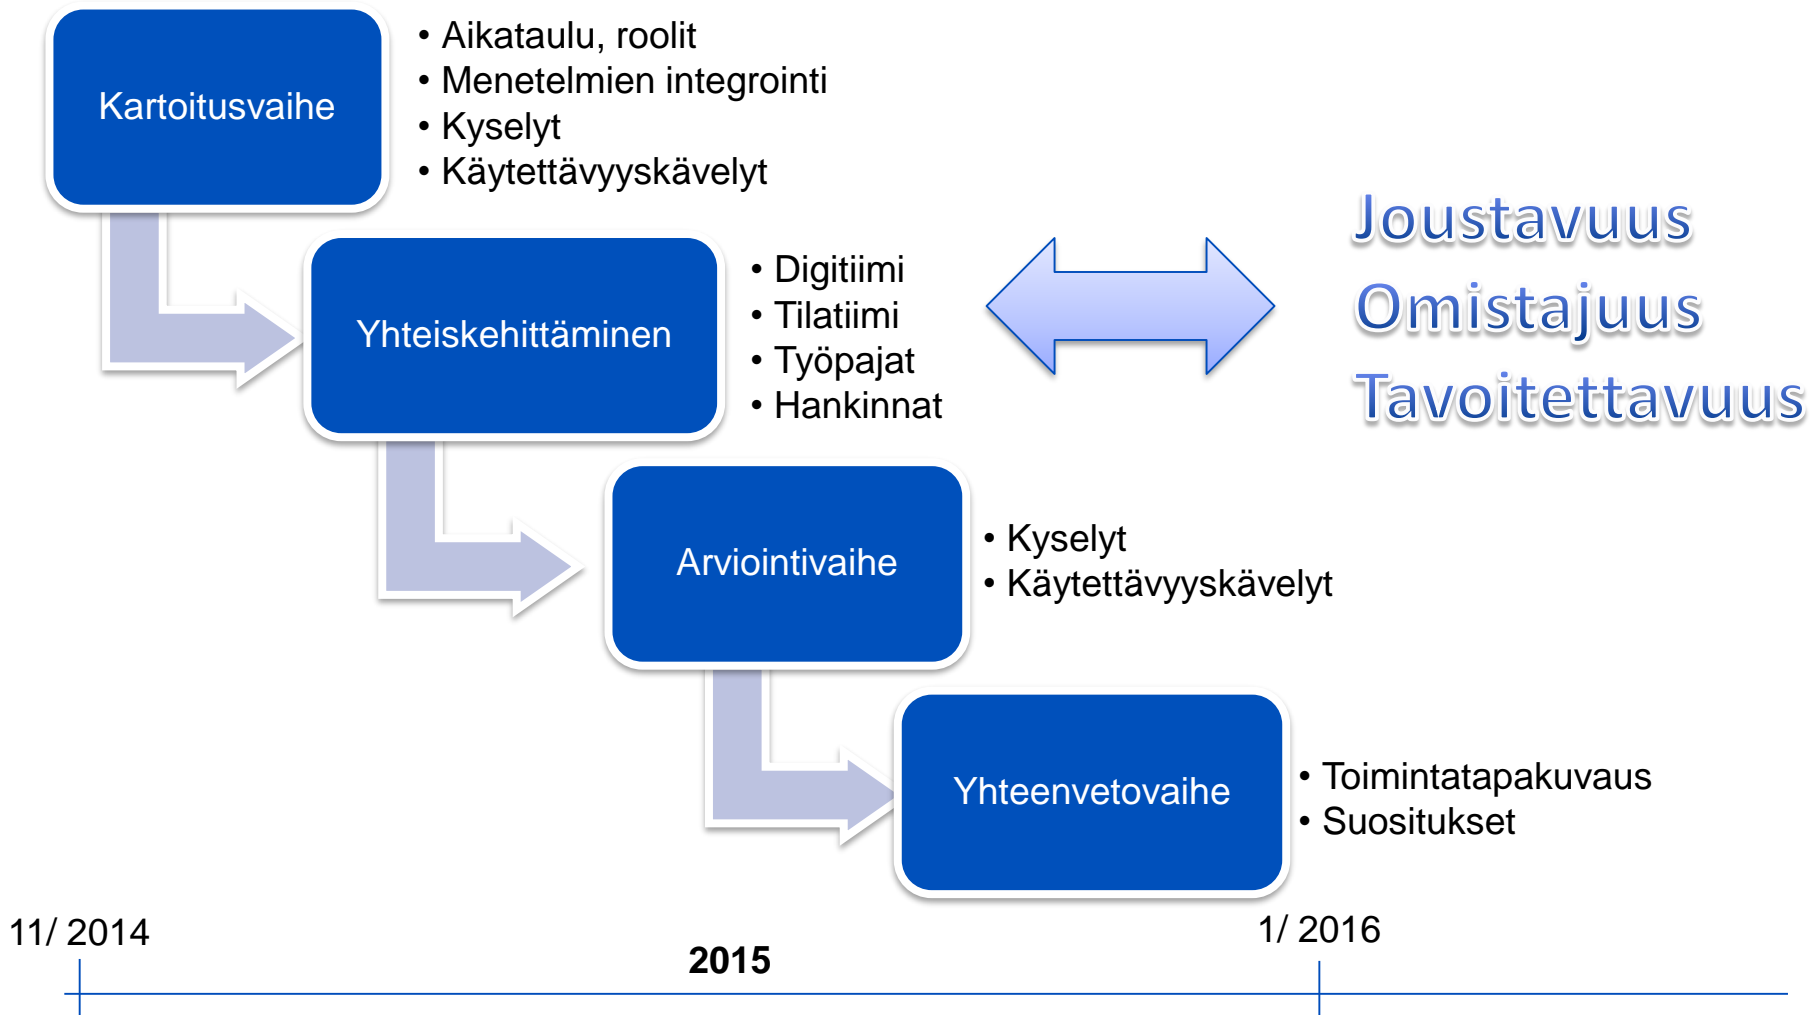 Kartoitusvaihe
• Aikataulu, roolit
• Menetelmien integrointi
• Kyselyt
• Käytettävyyskävelyt
Yhteiskehittäminen
• Digitiimi
• Tilatiimi
• Työpajat
• Hankinnat
Joustavuus
Omistajuus
Tavoitettavuus
Arviointivaihe
• Kyselyt
• Käytettävyyskävelyt
Yhteenvetovaihe
• Toimintatapakuvaus
• Suositukset
11/ 2014
2015
1/ 2016